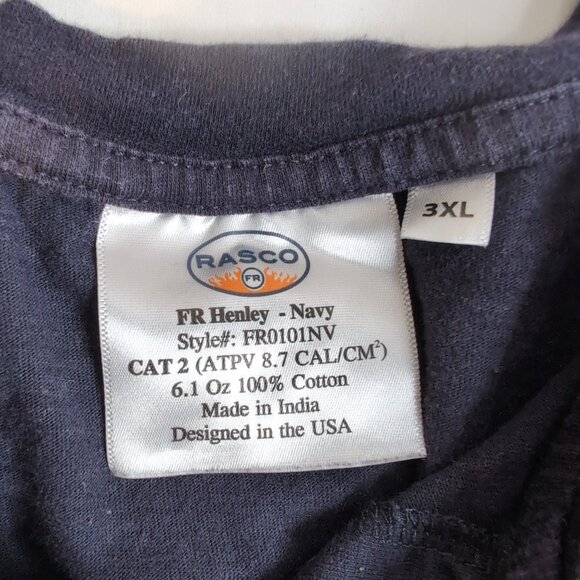 RASCO
FR
3XL
FR Henley - Navy
Style#: FR0101NV
CAT 2 (ATPV 8.7 CAL/CM²)
6.1 Oz 100% Cotton
Made in India
Designed in the USA